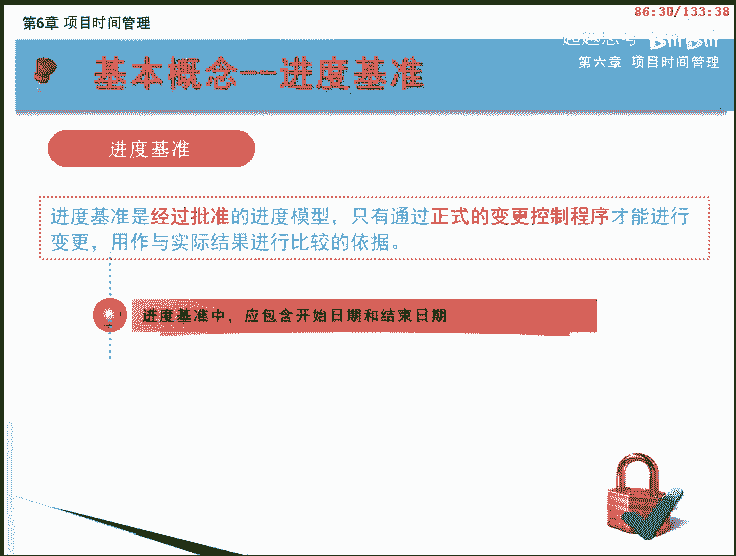 第6章 项目时间管理
86:30/133:38
第六章 项目时间管理
基本概念--进度基准
进度基准
进度基准是经过批准的进度模型，只有通过正式的变更控制程序才能进行
变更，用作与实际结果进行比较的依据。
进度基准中，应包含开始日期和结束日期